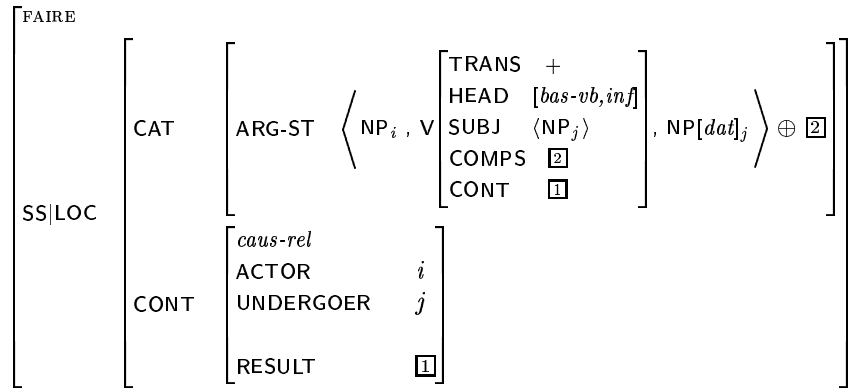 FAIRE
TRANS +
HEAD [bas-vb,inf]
CAT ARG-ST ⟨ NP_i , V SUBJ ⟨NP_j⟩ , NP[dat]_j ⟩ ⊕ 2
COMPS 2
CONT 1
SS|LOC
caus-rel
ACTOR i
CONT UNDERGOER j
RESULT 1